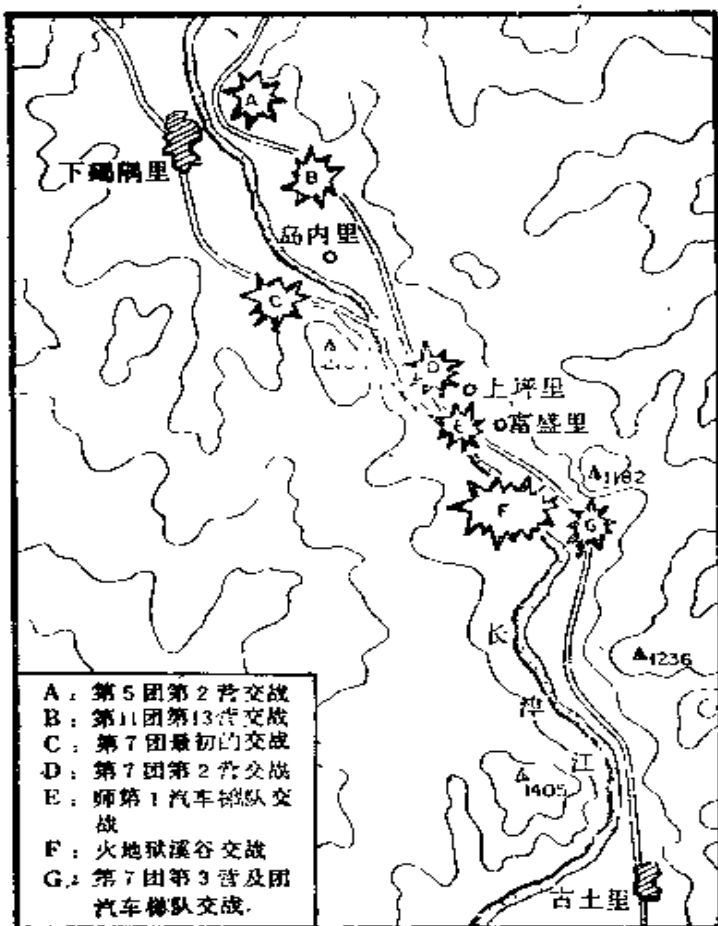 A
B
下碣隅里
岛内里
C
D
上坪里
E
富盛里
1182
F
G
长
1236
津
江
1405
古土里
A：第5团第2营交战
B：第11团第13营交战
C：第7团最初的交战
D：第7团第2营交战
E：师第1汽车梯队交
战
F：火地狱溪谷交战
G：第7团第3营及团
汽车梯队交战.